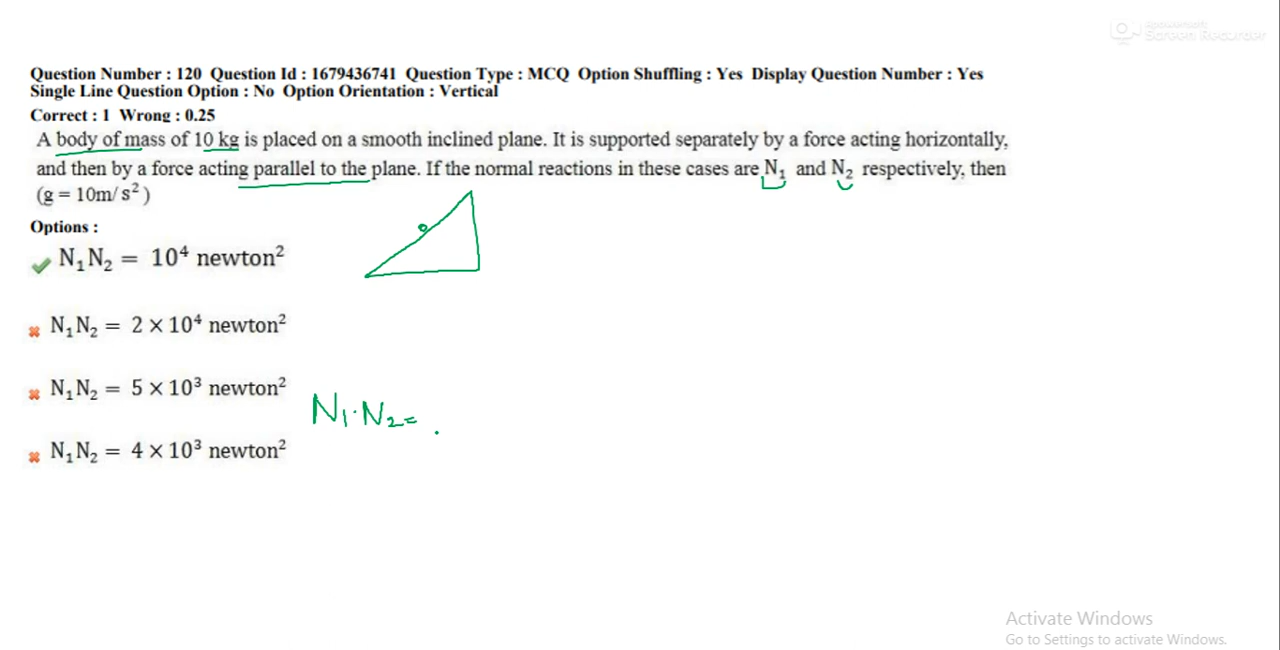 apowersoft
Screen Recorder
Question Number : 120 Question Id : 1679436741 Question Type : MCQ Option Shuffling : Yes Display Question Number : Yes
Single Line Question Option : No Option Orientation : Vertical
Correct : 1 Wrong : 0.25
A body of mass of 10 kg is placed on a smooth inclined plane. It is supported separately by a force acting horizontally,
and then by a force acting parallel to the plane. If the normal reactions in these cases are N₁ and N₂ respectively, then
(g = 10m/s²)
Options :
N₁N₂ = 10⁴ newton²
N₁N₂ = 2 × 10⁴ newton²
N₁N₂ = 5 × 10³ newton²
N₁·N₂=
N₁N₂ = 4 × 10³ newton²
Activate Windows
Go to Settings to activate Windows.